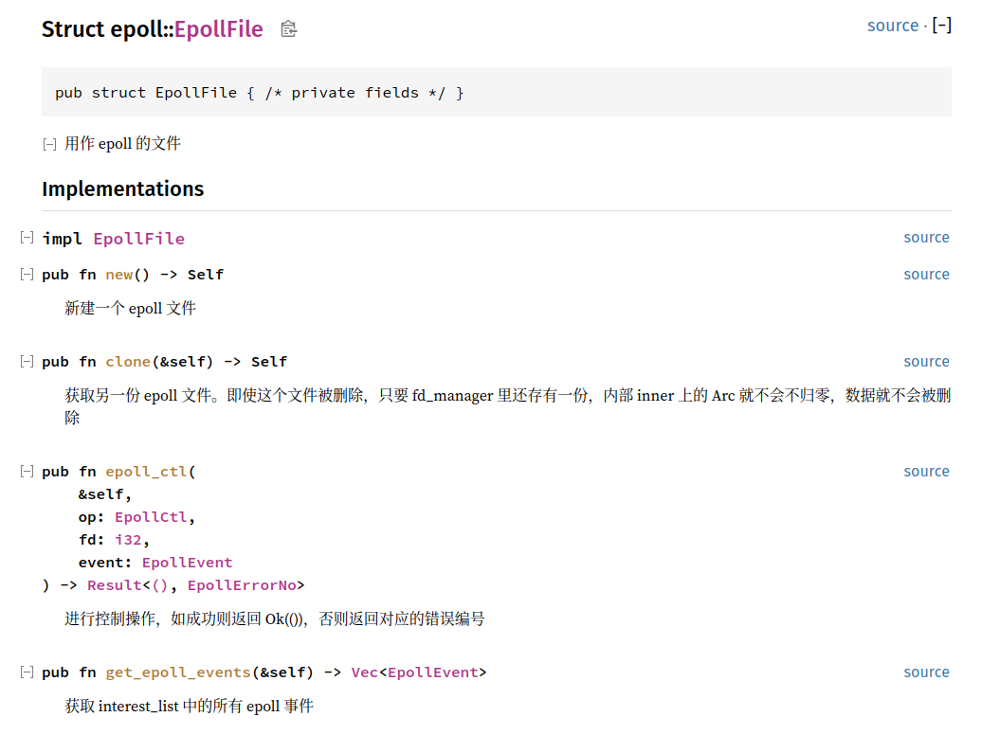 Struct epoll::EpollFile
source · [-]
pub struct EpollFile { /* private fields */ }
[-] 用作 epoll 的文件
Implementations
[-] impl EpollFile source
[-] pub fn new() -> Self source
新建一个 epoll 文件
[-] pub fn clone(&self) -> Self source
获取另一份 epoll 文件。即使这个文件被删除，只要 fd_manager 里还存有一份，内部 inner 上的 Arc 就不会不归零，数据就不会被删
除
[-] pub fn epoll_ctl( source
&self,
op: EpollCtl,
fd: i32,
event: EpollEvent
) -> Result<(), EpollErrorNo>
进行控制操作，如成功则返回 Ok(())，否则返回对应的错误编号
[-] pub fn get_epoll_events(&self) -> Vec<EpollEvent> source
获取 interest_list 中的所有 epoll 事件